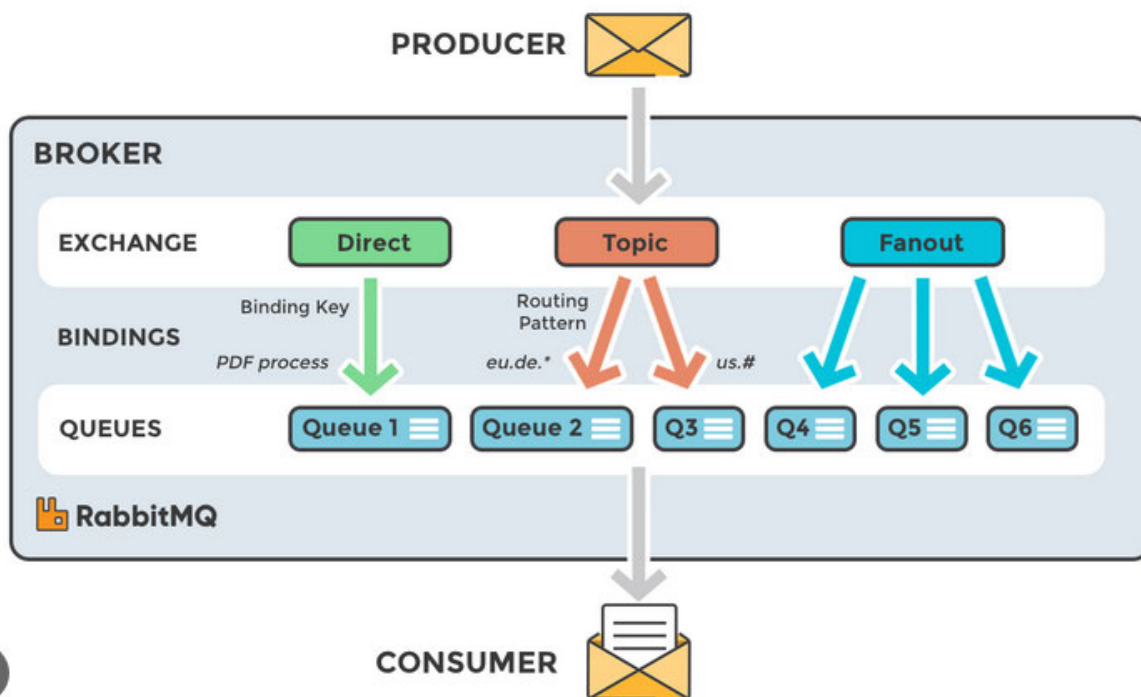 PRODUCER
BROKER
EXCHANGE
Direct
Topic
Fanout
Binding Key
Routing
Pattern
BINDINGS
PDF process
eu.de.*
us.#
QUEUES
Queue 1
Queue 2
Q3
Q4
Q5
Q6
RabbitMQ
CONSUMER